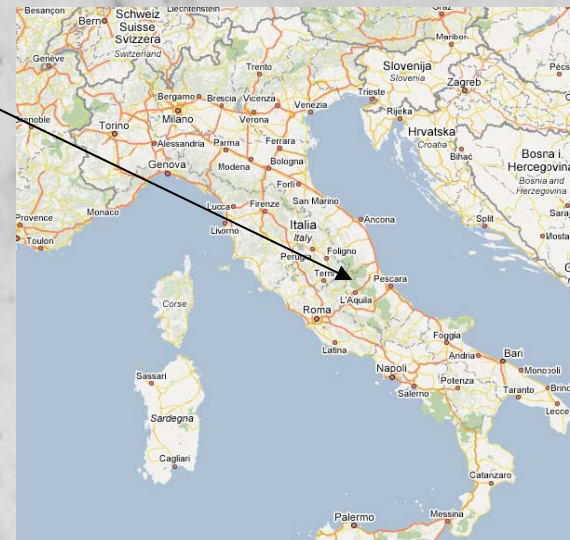 Besançon
Bern
Schweiz
Suisse
Svizzera
Switzerland
Liechtenstein
Graz
Maribor
Genève
Trento
Slovenija
Slovenia
Zagreb
Pécs
Bergamo
Brescia
Vicenza
Venezia
Trieste
Rijeka
Grenoble
Torino
Milano
Verona
Hrvatska
Croatia
Bihać
Bosna i
Hercegovina
Bosnia and
Herzegovina
Alessandria
Parma
Ferrara
Genova
Modena
Bologna
Forlì
Provence
Monaco
Lucca
Firenze
San Marino
Toulon
Livorno
Italia
Italy
Ancona
Split
Saraj
Mosta
Perugia
Foligno
Terni
Pescara
L'Aquila
Corse
Roma
Latina
Foggia
Andria
Bari
Monopoli
Sassari
Napoli
Salerno
Potenza
Taranto
Brind
Lecce
Sardegna
Cagliari
Catanzaro
Palermo
Messina